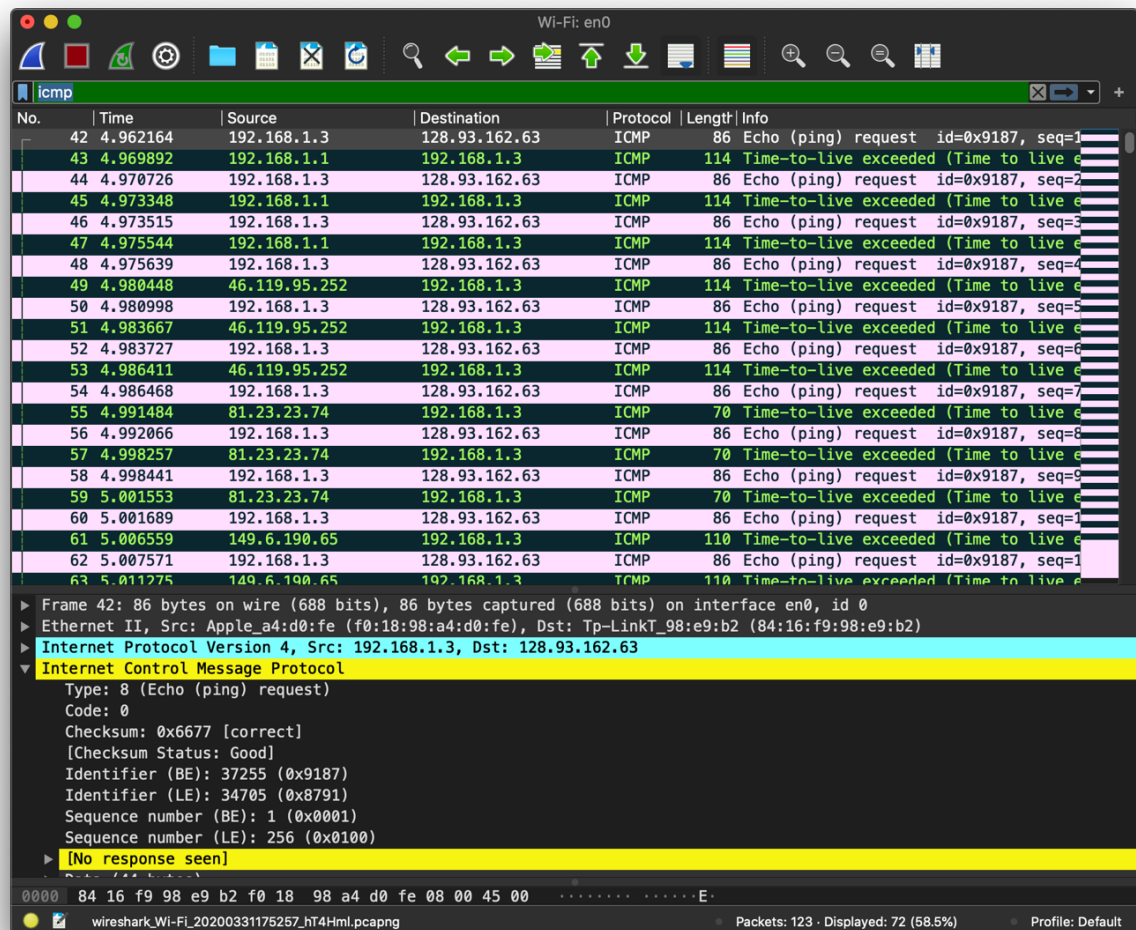 Wi-Fi: en0
icmp
No. Time Source Destination Protocol Length Info
42 4.962164 192.168.1.3 128.93.162.63 ICMP 86 Echo (ping) request id=0x9187, seq=1
43 4.969892 192.168.1.1 192.168.1.3 ICMP 114 Time-to-live exceeded (Time to live e
44 4.970726 192.168.1.3 128.93.162.63 ICMP 86 Echo (ping) request id=0x9187, seq=2
45 4.973348 192.168.1.1 192.168.1.3 ICMP 114 Time-to-live exceeded (Time to live e
46 4.973515 192.168.1.3 128.93.162.63 ICMP 86 Echo (ping) request id=0x9187, seq=3
47 4.975544 192.168.1.1 192.168.1.3 ICMP 114 Time-to-live exceeded (Time to live e
48 4.975639 192.168.1.3 128.93.162.63 ICMP 86 Echo (ping) request id=0x9187, seq=4
49 4.980448 46.119.95.252 192.168.1.3 ICMP 114 Time-to-live exceeded (Time to live e
50 4.980998 192.168.1.3 128.93.162.63 ICMP 86 Echo (ping) request id=0x9187, seq=5
51 4.983667 46.119.95.252 192.168.1.3 ICMP 114 Time-to-live exceeded (Time to live e
52 4.983727 192.168.1.3 128.93.162.63 ICMP 86 Echo (ping) request id=0x9187, seq=6
53 4.986411 46.119.95.252 192.168.1.3 ICMP 114 Time-to-live exceeded (Time to live e
54 4.986468 192.168.1.3 128.93.162.63 ICMP 86 Echo (ping) request id=0x9187, seq=7
55 4.991484 81.23.23.74 192.168.1.3 ICMP 70 Time-to-live exceeded (Time to live e
56 4.992066 192.168.1.3 128.93.162.63 ICMP 86 Echo (ping) request id=0x9187, seq=8
57 4.998257 81.23.23.74 192.168.1.3 ICMP 70 Time-to-live exceeded (Time to live e
58 4.998441 192.168.1.3 128.93.162.63 ICMP 86 Echo (ping) request id=0x9187, seq=9
59 5.001553 81.23.23.74 192.168.1.3 ICMP 70 Time-to-live exceeded (Time to live e
60 5.001689 192.168.1.3 128.93.162.63 ICMP 86 Echo (ping) request id=0x9187, seq=1
61 5.006559 149.6.190.65 192.168.1.3 ICMP 110 Time-to-live exceeded (Time to live e
62 5.007571 192.168.1.3 128.93.162.63 ICMP 86 Echo (ping) request id=0x9187, seq=1
63 5.011275 149.6.190.65 192.168.1.3 ICMP 110 Time-to-live exceeded (Time to live e
Frame 42: 86 bytes on wire (688 bits), 86 bytes captured (688 bits) on interface en0, id 0
Ethernet II, Src: Apple_a4:d0:fe (f0:18:98:a4:d0:fe), Dst: Tp-LinkT_98:e9:b2 (84:16:f9:98:e9:b2)
Internet Protocol Version 4, Src: 192.168.1.3, Dst: 128.93.162.63
Internet Control Message Protocol
Type: 8 (Echo (ping) request)
Code: 0
Checksum: 0x6677 [correct]
[Checksum Status: Good]
Identifier (BE): 37255 (0x9187)
Identifier (LE): 34705 (0x8791)
Sequence number (BE): 1 (0x0001)
Sequence number (LE): 256 (0x0100)
[No response seen]
Data (44 bytes)
0000 84 16 f9 98 e9 b2 f0 18 98 a4 d0 fe 08 00 45 00 ········ ······E·
wireshark_Wi-Fi_20200331175257_hT4Hml.pcapng Packets: 123 · Displayed: 72 (58.5%) Profile: Default